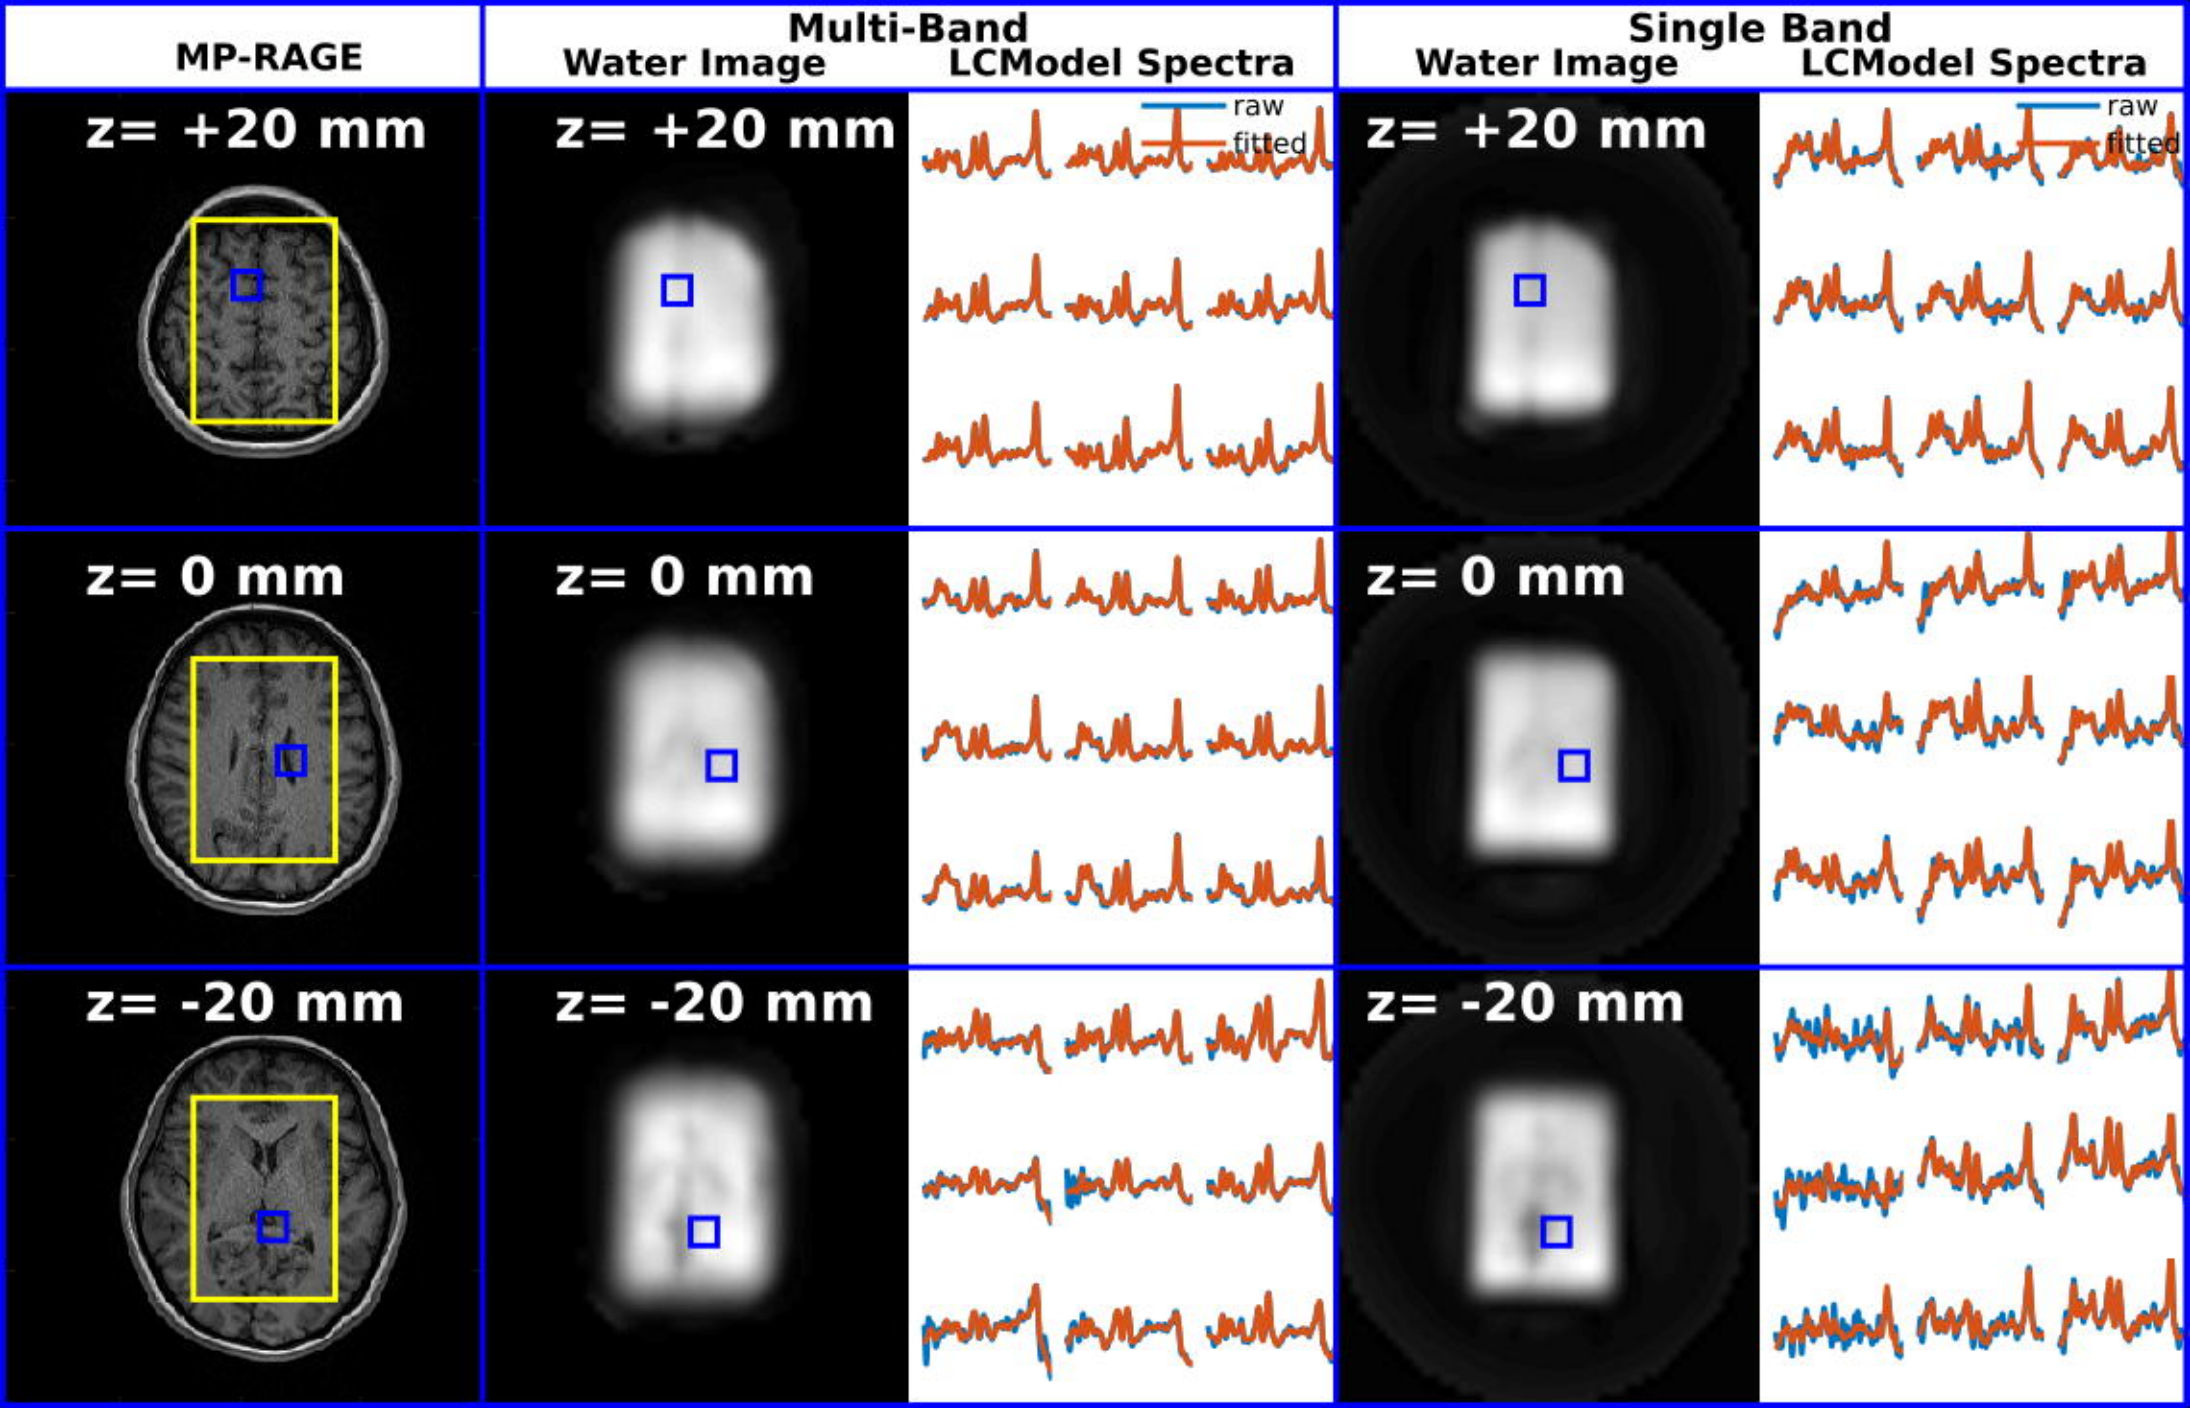 MP-RAGE
Multi-Band
Water Image
LCModel Spectra
Single Band
Water Image
LCModel Spectra
z= +20 mm
z= +20 mm
raw
fitted
z= +20 mm
raw
fitted
z= 0 mm
z= 0 mm
z= 0 mm
z= -20 mm
z= -20 mm
z= -20 mm